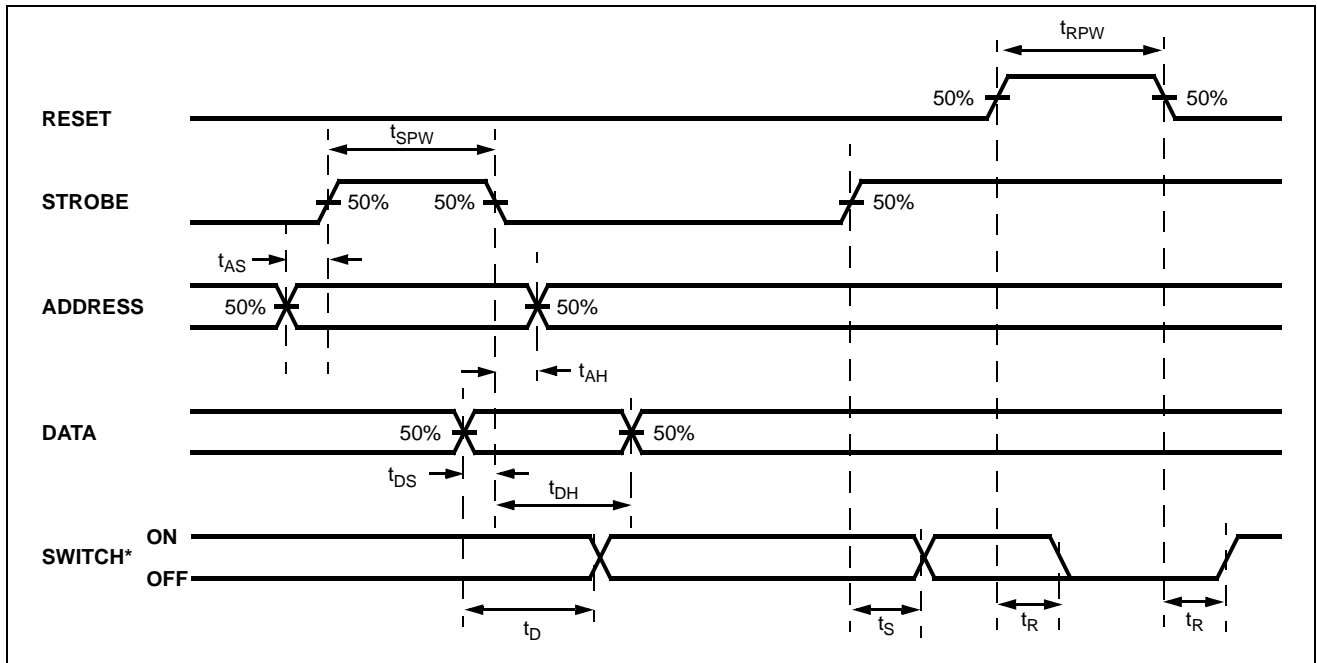 tRPW
50% 50%
RESET
tSPW
STROBE 50% 50% 50%
tAS
ADDRESS 50% 50%
tAH
DATA 50% 50%
tDS tDH
ON
SWITCH*
OFF
tD tS tR tR